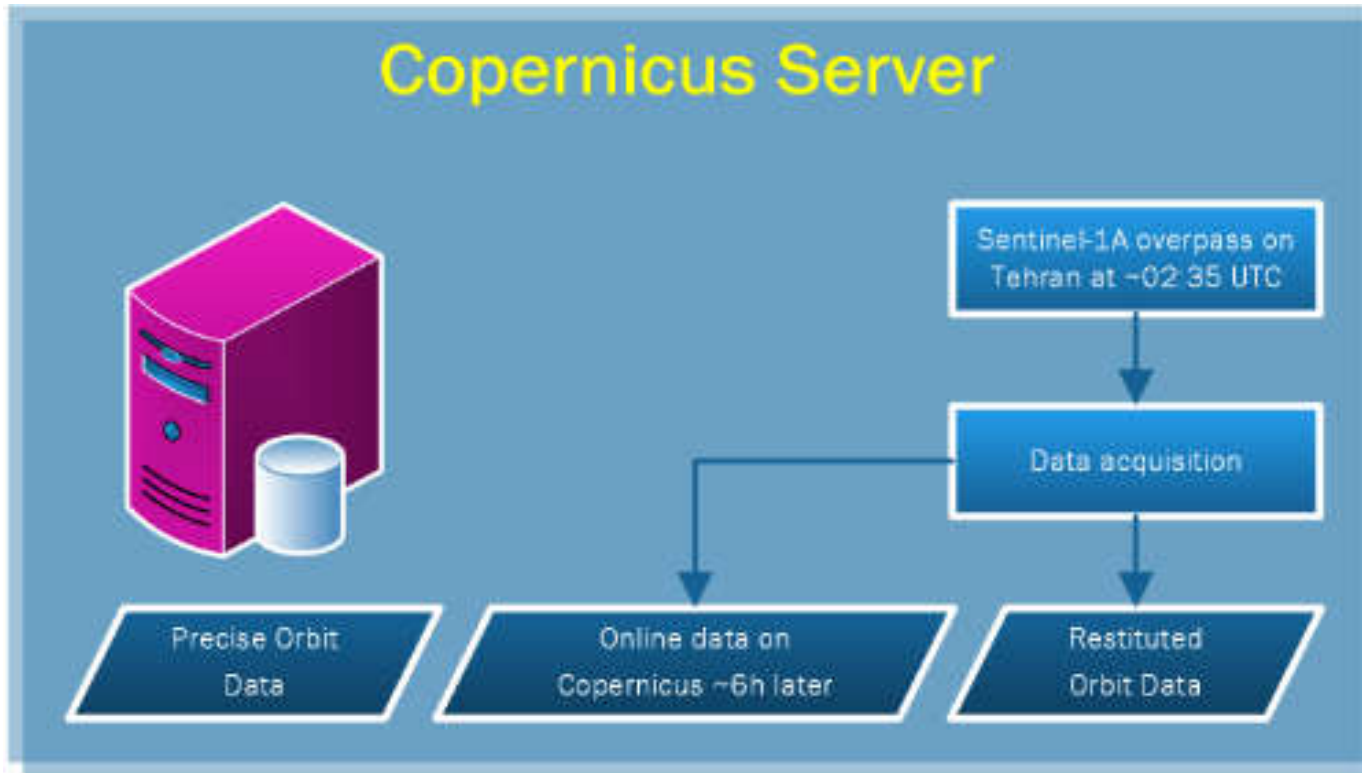 Copernicus Server
Sentinel-1A overpass on
Tehran at ~02:35 UTC
Data acquisition
Precise Orbit
Data
Online data on
Copernicus ~6h later
Restituted
Orbit Data